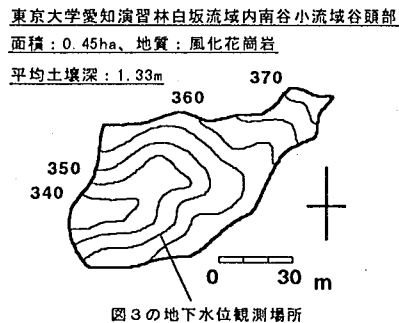 東京大学愛知演習林白坂流域内南谷小流域谷頭部
面積：0.45ha、地質：風化花崗岩
平均土壌深：1.33m
370
360
350
340
0 30 m
図３の地下水位観測場所